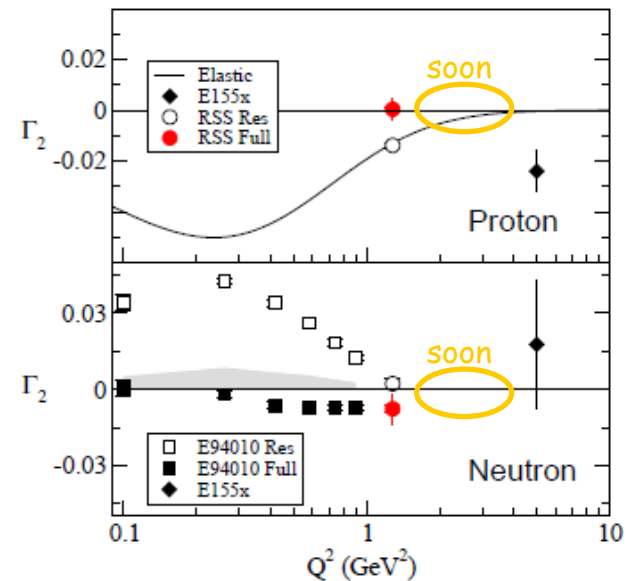 0.02
0
-0.02
Γ₂
Elastic
E155x
RSS Res
RSS Full
soon
Proton
0.03
0
-0.03
Γ₂
soon
E94010 Res
E94010 Full
E155x
Neutron
0.1
1
10
Q² (GeV²)